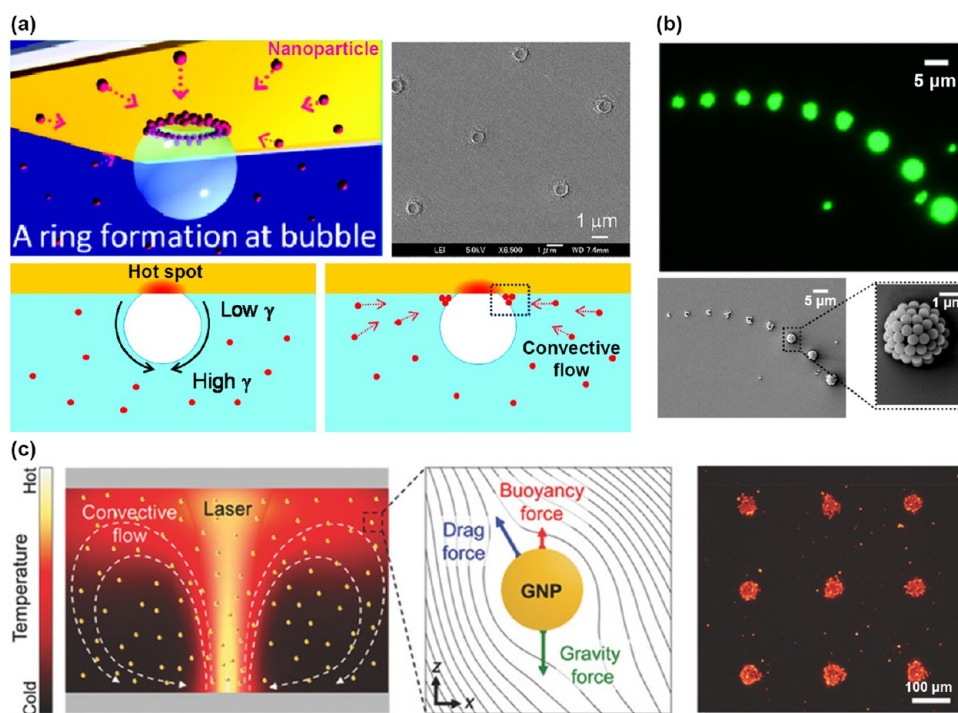 (a)
Nanoparticle
A ring formation at bubble
1 μm
LEI 5.0kV X6,500 1μm WD 7.4mm
Hot spot
Low γ
High γ
Convective
flow
(b)
5 μm
5 μm
1 μm
(c)
Hot
Temperature
Cold
Convective
flow
Laser
Buoyancy
force
Drag
force
GNP
Gravity
force
z
x
100 μm